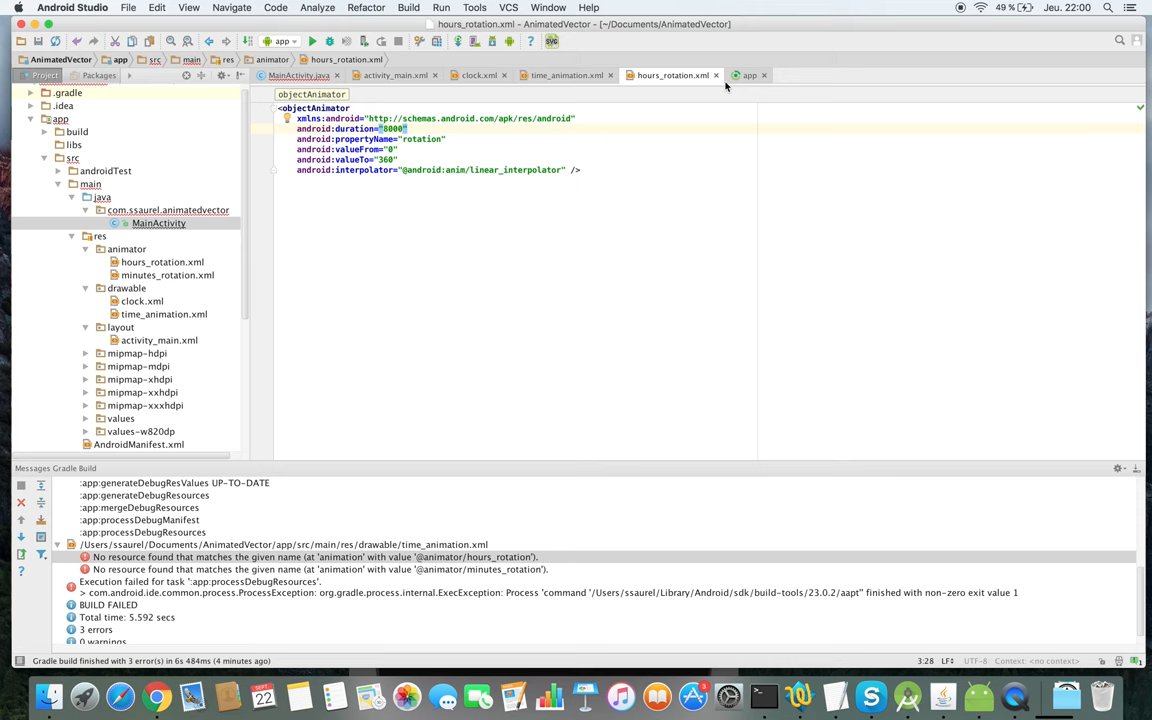 Android Studio File Edit View Navigate Code Analyze Refactor Build Run Tools VCS Window Help 49 % Jeu. 22:00
hours_rotation.xml - AnimatedVector - [~/Documents/AnimatedVector]
app
AnimatedVector app src main res animator hours_rotation.xml
Project Packages MainActivity.java activity_main.xml clock.xml time_animation.xml hours_rotation.xml app
.gradle
.idea
app
build
libs
src
androidTest
main
java
com.ssaurel.animatedvector
MainActivity
res
animator
hours_rotation.xml
minutes_rotation.xml
drawable
clock.xml
time_animation.xml
layout
activity_main.xml
mipmap-hdpi
mipmap-mdpi
mipmap-xhdpi
mipmap-xxhdpi
mipmap-xxxhdpi
values
values-w820dp
AndroidManifest.xml
objectAnimator
<objectAnimator
xmlns:android="http://schemas.android.com/apk/res/android"
android:duration="8000"
android:propertyName="rotation"
android:valueFrom="0"
android:valueTo="360"
android:interpolator="@android:anim/linear_interpolator" />
Messages Gradle Build
:app:generateDebugResValues UP-TO-DATE
:app:generateDebugResources
:app:mergeDebugResources
:app:processDebugManifest
:app:processDebugResources
/Users/ssaurel/Documents/AnimatedVector/app/src/main/res/drawable/time_animation.xml
No resource found that matches the given name (at 'animation' with value '@animator/hours_rotation').
No resource found that matches the given name (at 'animation' with value '@animator/minutes_rotation').
Execution failed for task ':app:processDebugResources'.
> com.android.ide.common.process.ProcessException: org.gradle.process.internal.ExecException: Process 'command '/Users/ssaurel/Library/Android/sdk/build-tools/23.0.2/aapt'' finished with non-zero exit value 1
BUILD FAILED
Total time: 5.592 secs
3 errors
0 warnings
Gradle build finished with 3 error(s) in 6s 484ms (4 minutes ago) 3:28 LF÷ UTF-8 Context: <no context>
SEPT
22
3